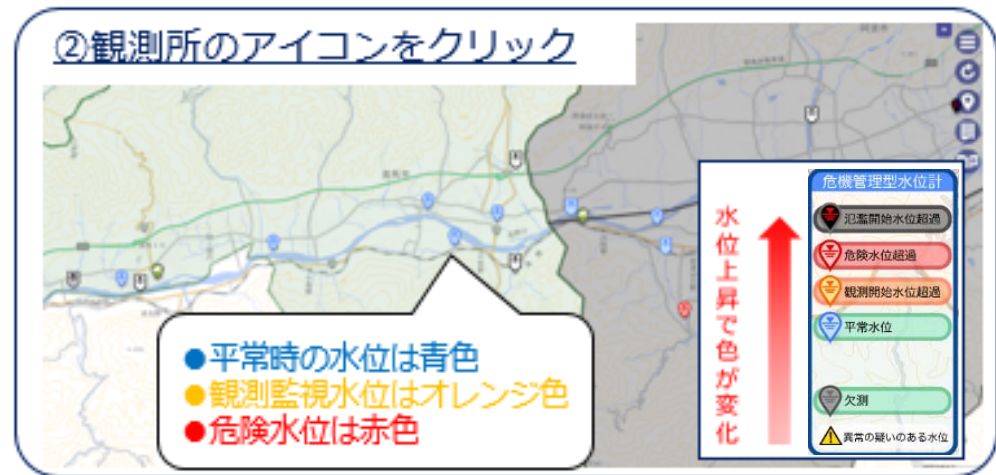 ②観測所のアイコンをクリック
●平常時の水位は青色
●観測監視水位はオレンジ色
●危険水位は赤色
水位上昇で色が変化
危機管理型水位計
氾濫開始水位超過
危険水位超過
観測開始水位超過
平常水位
欠測
異常の疑いのある水位